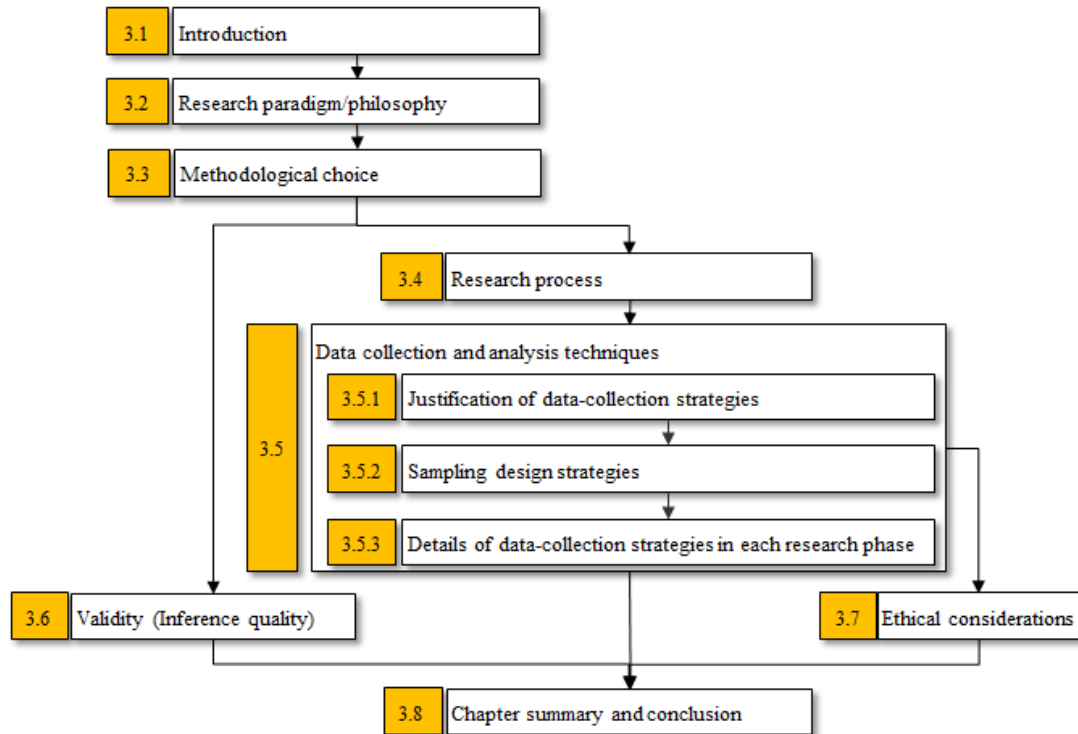 3.1 Introduction
3.2 Research paradigm/philosophy
3.3 Methodological choice
3.4 Research process
3.5 Data collection and analysis techniques
3.5.1 Justification of data-collection strategies
3.5.2 Sampling design strategies
3.5.3 Details of data-collection strategies in each research phase
3.6 Validity (Inference quality)
3.7 Ethical considerations
3.8 Chapter summary and conclusion